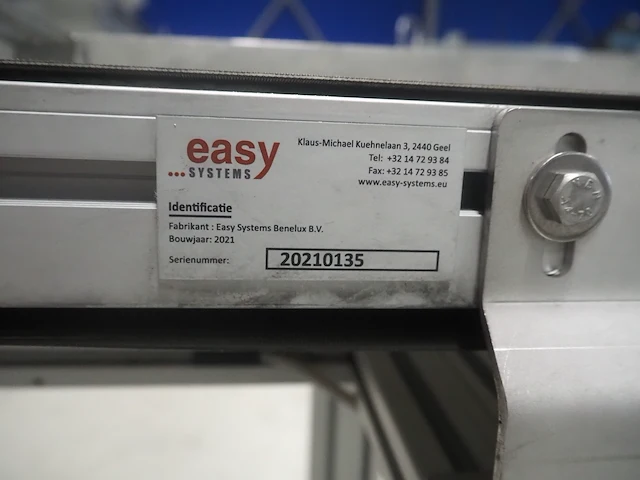 easy
...SYSTEMS
Klaus-Michael Kuehnelaan 3, 2440 Geel
Tel: +32 14 72 93 84
Fax: +32 14 72 93 85
www.easy-systems.eu
Identificatie
Fabrikant : Easy Systems Benelux B.V.
Bouwjaar: 2021
Serienummer: 20210135